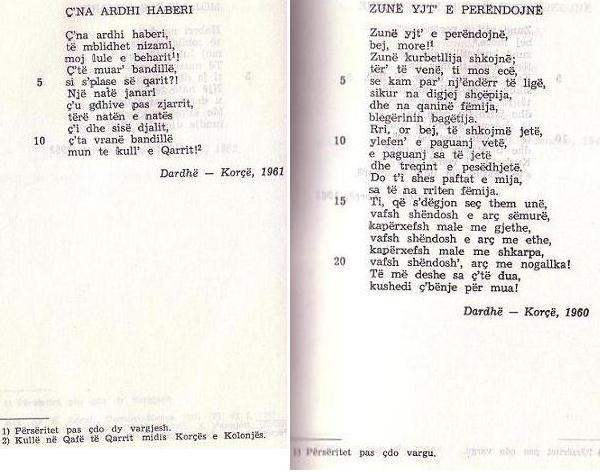 Ç'NA ARDHI HABERI
Ç'na ardhi haberi,
të mblidhet nizami,
moj lule e beharit¹!
Ç'të muar' bandillë,
5 si s'plase së qarit?!
Një natë janari
ç'u gdhive pas zjarrit,
tërë natën e natës
ç'i dhe sisë djalit,
10 ç'ta vranë bandillë
mun te kull' e Qarrit!²
Dardhë — Korçë, 1961
1) Përsëritet pas çdo dy vargjesh.
2) Kullë në Qafë të Qarrit midis Korçës e Kolonjës.
ZUNË YJT' E PERËNDOJNË
Zunë yjt' e perëndojnë,
bej, more!¹
Zunë kurbetllija shkojnë;
tër' të venë, ti mos ecë,
5 se kam par' nj'ëndërr të ligë,
sikur na digjej shçëpija,
dhe na qaninë fëmija,
blegërinin bagëtija.
Rri, or bej, të shkojmë jetë,
10 ylefen' e paguanj vetë,
e paguanj sa të jetë
dhe treqint e pesëdhjetë.
Do t'i shes paftat e mija,
sa të na rriten fëmija.
15 Ti, që s'dëgjon seç them unë,
vafsh shëndosh e arç sëmurë,
kapërxefsh male me gjethe,
vafsh shëndosh e arç me ethe,
kapërxefsh male me shkarpa,
20 vafsh shëndosh', arç me nogallka!
Të më deshe sa ç'të dua,
kushedi ç'bënje për mua!
Dardhë — Korçë, 1960
1) Përsëritet pas çdo vargu.